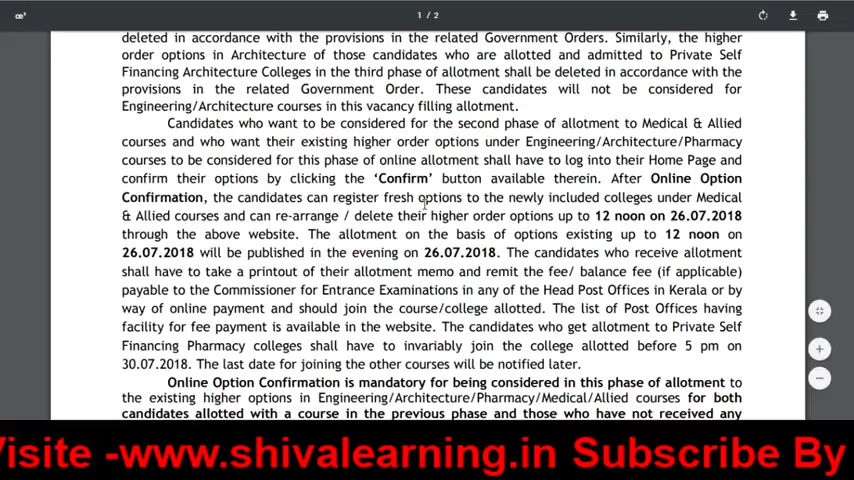 1 / 2
deleted in accordance with the provisions in the related Government Orders. Similarly, the higher
order options in Architecture of those candidates who are allotted and admitted to Private Self
Financing Architecture Colleges in the third phase of allotment shall be deleted in accordance with the
provisions in the related Government Order. These candidates will not be considered for
Engineering/Architecture courses in this vacancy filling allotment.
Candidates who want to be considered for the second phase of allotment to Medical & Allied
courses and who want their existing higher order options under Engineering/Architecture/Pharmacy
courses to be considered for this phase of online allotment shall have to log into their Home Page and
confirm their options by clicking the ‘Confirm’ button available therein. After Online Option
Confirmation, the candidates can register fresh options to the newly included colleges under Medical
& Allied courses and can re-arrange / delete their higher order options up to 12 noon on 26.07.2018
through the above website. The allotment on the basis of options existing up to 12 noon on
26.07.2018 will be published in the evening on 26.07.2018. The candidates who receive allotment
shall have to take a printout of their allotment memo and remit the fee/ balance fee (if applicable)
payable to the Commissioner for Entrance Examinations in any of the Head Post Offices in Kerala or by
way of online payment and should join the course/college allotted. The list of Post Offices having
facility for fee payment is available in the website. The candidates who get allotment to Private Self
Financing Pharmacy colleges shall have to invariably join the college allotted before 5 pm on
30.07.2018. The last date for joining the other courses will be notified later.
Online Option Confirmation is mandatory for being considered in this phase of allotment to
the existing higher options in Engineering/Architecture/Pharmacy/Medical/Allied courses for both
candidates allotted with a course in the previous phase and those who have not received any
Visite -www.shivalearning.in Subscribe By